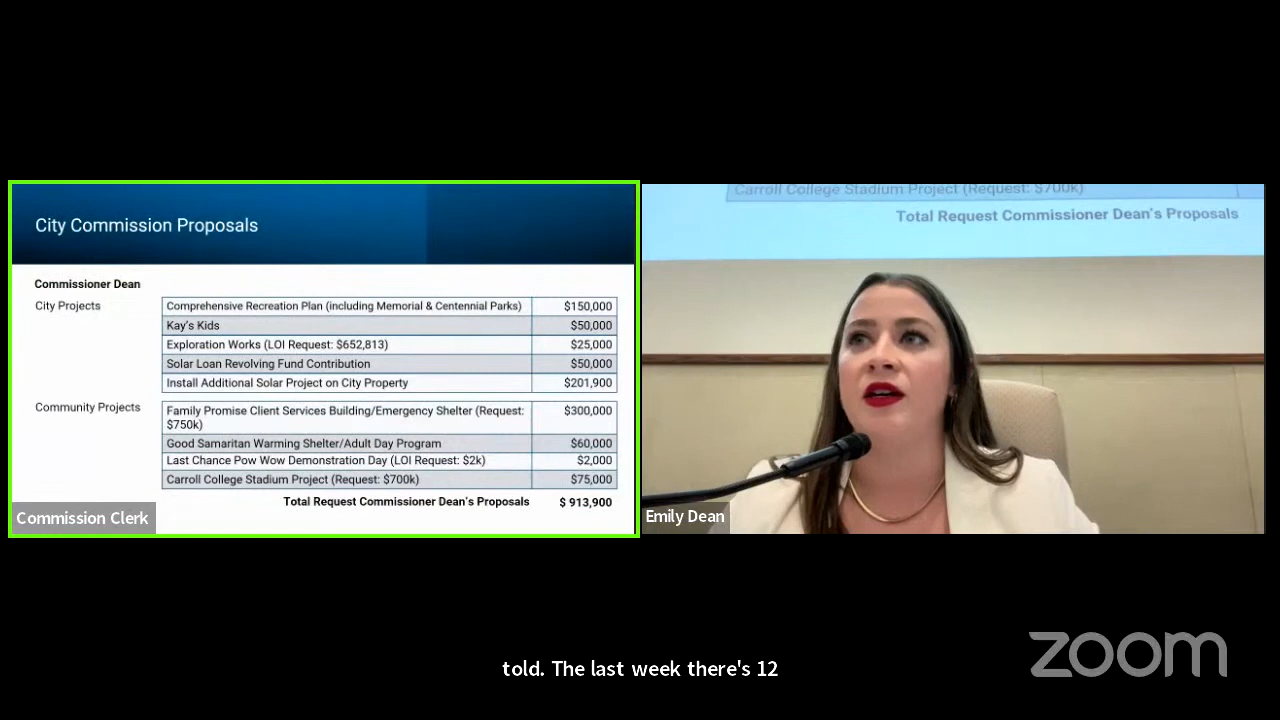 City Commission Proposals
Commissioner Dean
City Projects
Comprehensive Recreation Plan (including Memorial & Centennial Parks) $150,000
Kay's Kids $50,000
Exploration Works (LOI Request: $652,813) $25,000
Solar Loan Revolving Fund Contribution $50,000
Install Additional Solar Project on City Property $201,900
Community Projects
Family Promise Client Services Building/Emergency Shelter (Request: $300,000
$750k)
Good Samaritan Warming Shelter/Adult Day Program $60,000
Last Chance Pow Wow Demonstration Day (LOI Request: $2k) $2,000
Carroll College Stadium Project (Request: $700k) $75,000
Total Request Commissioner Dean's Proposals $ 913,900
Commission Clerk
Carroll College Stadium Project (Request: $700k)
Total Request Commissioner Dean's Proposals
Emily Dean
told. The last week there's 12
zoom